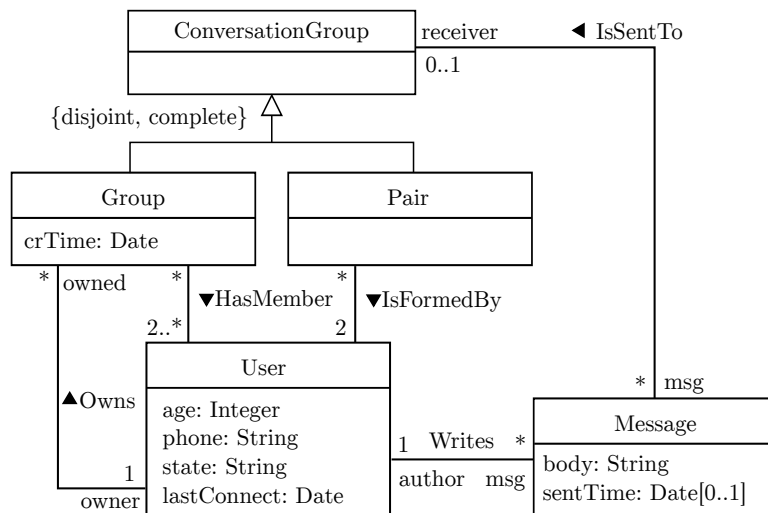 ConversationGroup
receiver
◀ IsSentTo
0..1
{disjoint, complete}
Group
Pair
crTime: Date
* owned
*
*
▼HasMember
▼IsFormedBy
2..*
2
User
* msg
▲Owns
age: Integer
phone: String
state: String
lastConnect: Date
1
owner
1 Writes *
author msg
Message
body: String
sentTime: Date[0..1]